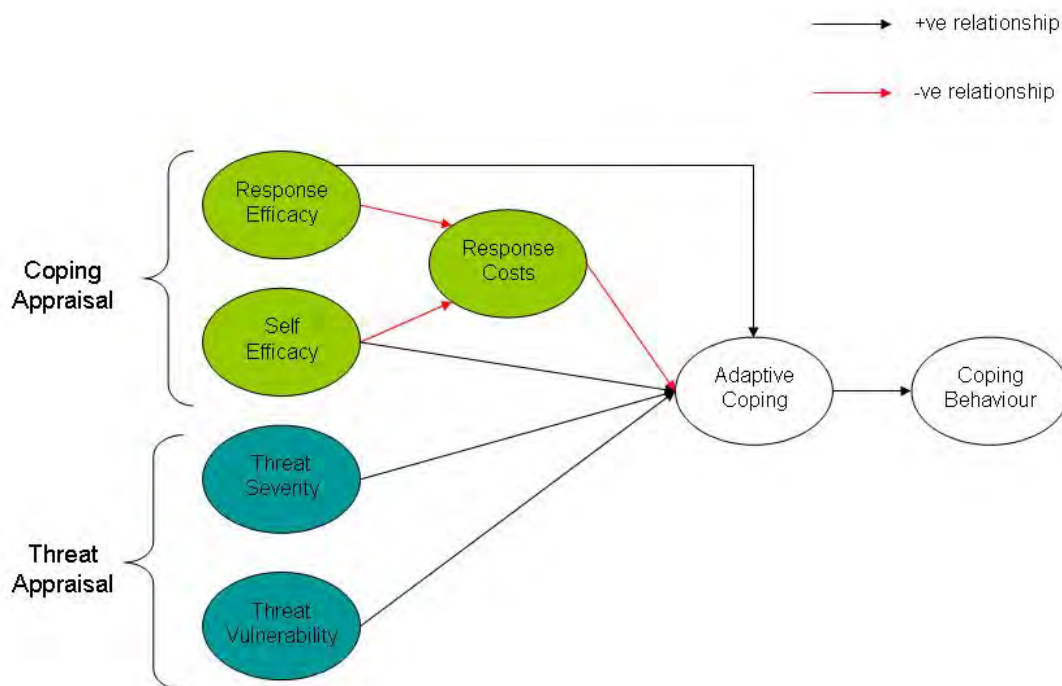 +ve relationship
-ve relationship
Response
Efficacy
Response
Costs
Coping
Appraisal
Self
Efficacy
Adaptive
Coping
Coping
Behaviour
Threat
Severity
Threat
Appraisal
Threat
Vulnerability